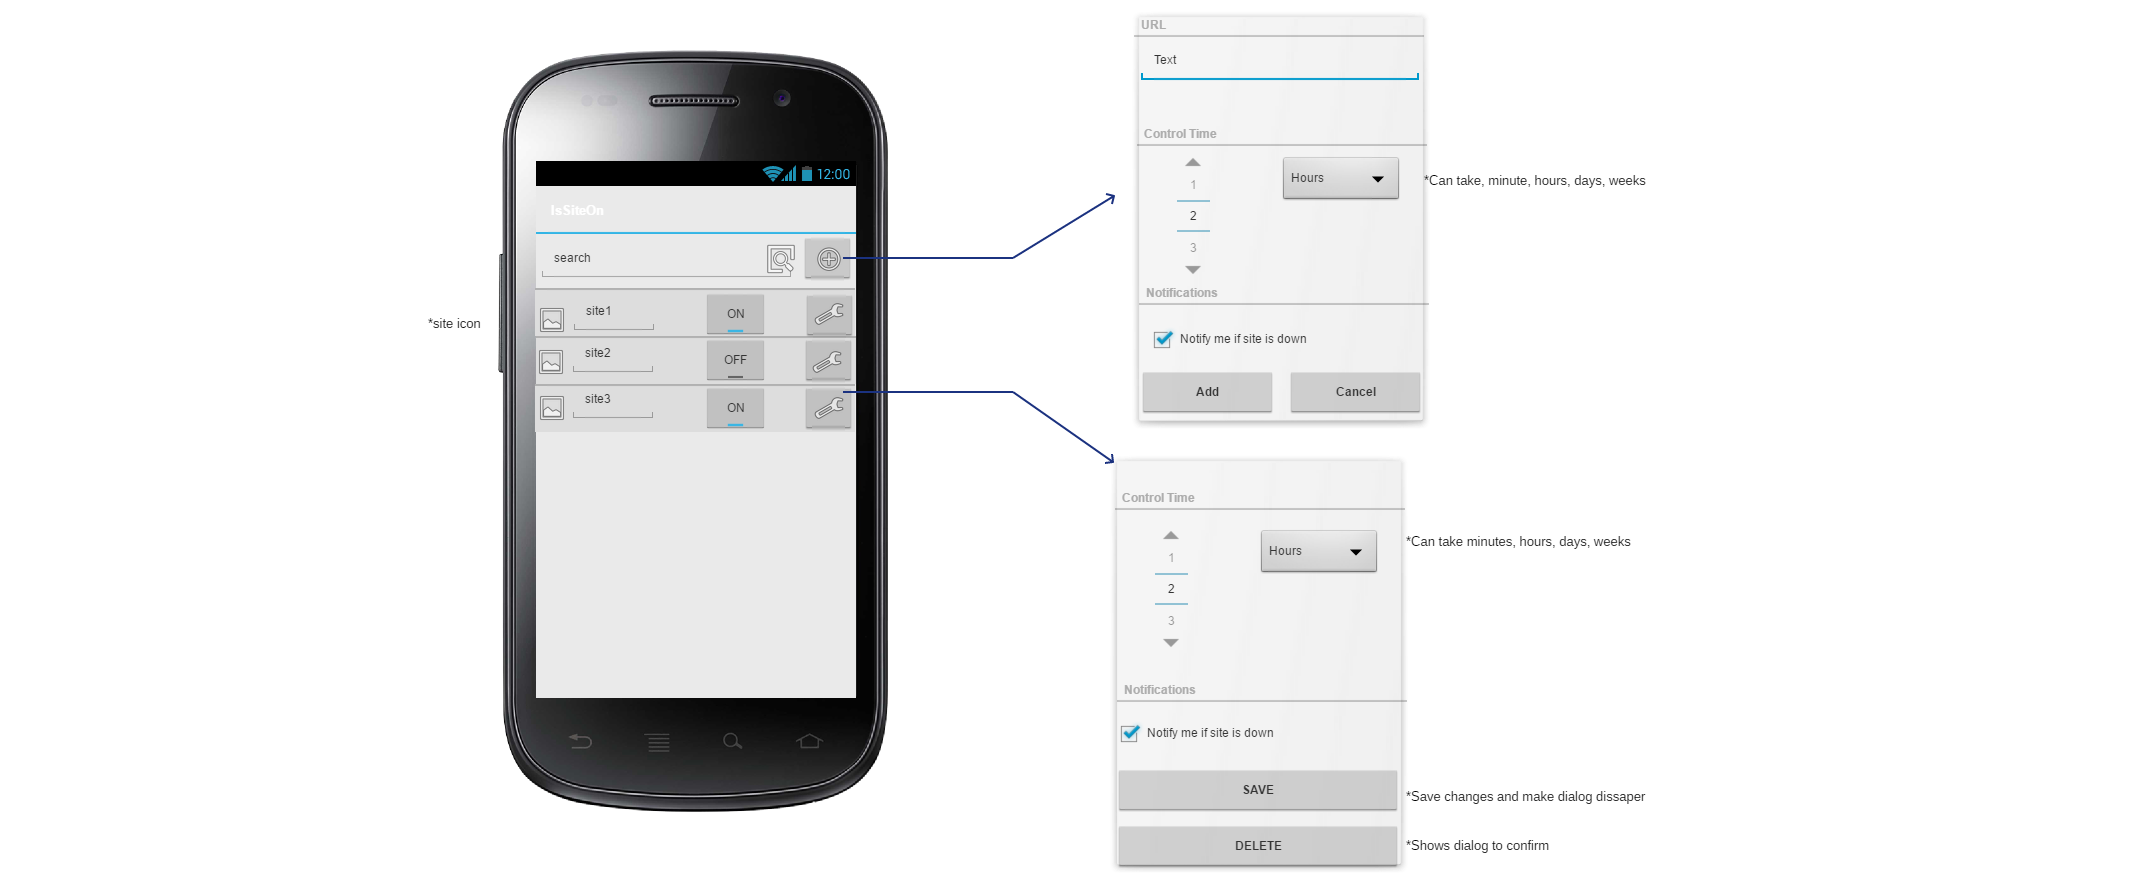 12:00
IsSiteOn
search
*site icon
site1
ON
site2
OFF
site3
ON
URL
Text
Control Time
1
2
3
Hours
*Can take, minute, hours, days, weeks
Notifications
Notify me if site is down
Add
Cancel
Control Time
1
2
3
Hours
*Can take minutes, hours, days, weeks
Notifications
Notify me if site is down
SAVE
*Save changes and make dialog dissaper
DELETE
*Shows dialog to confirm